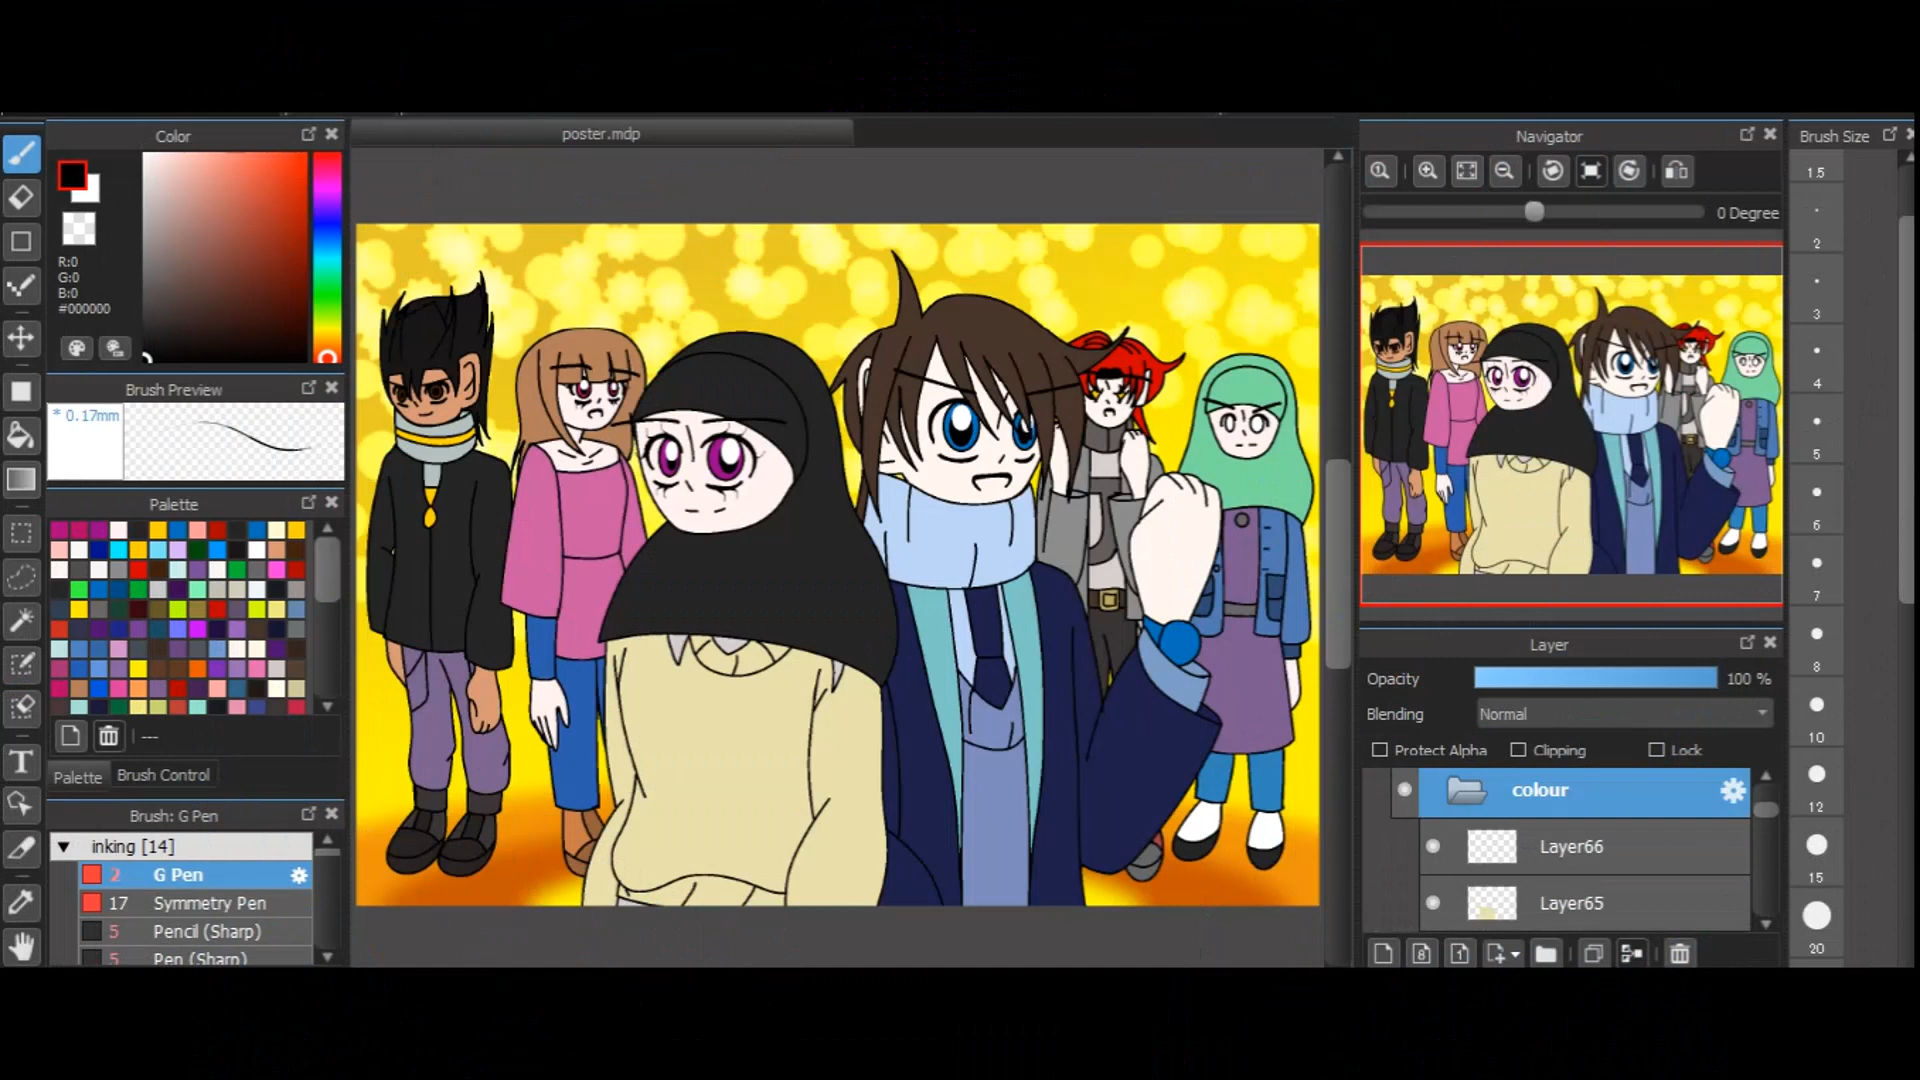 Color
R:0
G:0
B:0
#000000
Brush Preview
* 0.17mm
Palette
---
Palette
Brush Control
Brush: G Pen
inking [14]
2 G Pen
17 Symmetry Pen
5 Pencil (Sharp)
5 Pen (Sharp)
poster.mdp
Navigator
0 Degree
Layer
Opacity
100 %
Blending
Normal
Protect Alpha
Clipping
Lock
colour
Layer66
Layer65
8
1
Brush Size
1.5
2
3
4
5
6
7
8
10
12
15
20